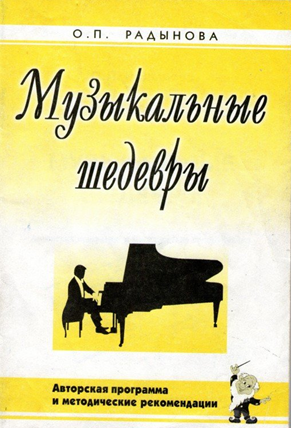 О.П. РАДЫНОВА
Музыкальные
шедевры
Авторская программа
и методические рекомендации